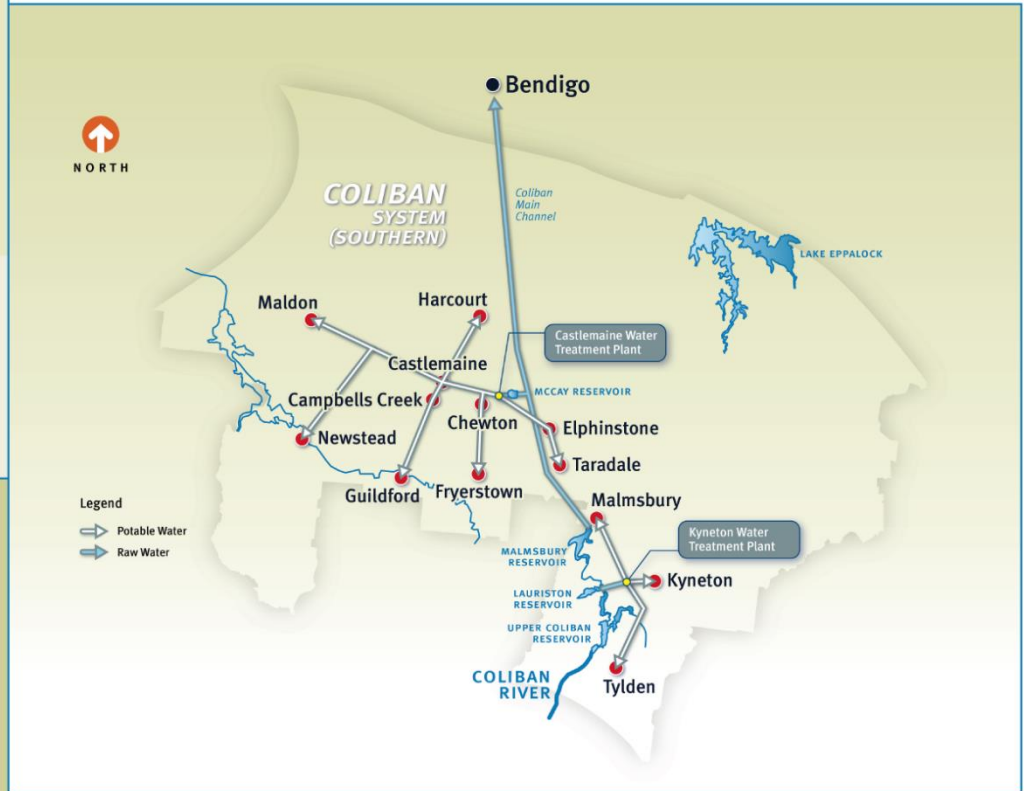 Bendigo
NORTH
COLIBAN
SYSTEM
(SOUTHERN)
Coliban
Main
Channel
LAKE EPPALOCK
Maldon
Harcourt
Castlemaine Water
Treatment Plant
Castlemaine
MCCAY RESERVOIR
Campbells Creek
Chewton
Elphinstone
Newstead
Taradale
Guildford
Fryerstown
Malmsbury
Legend
Potable Water
Raw Water
Kyneton Water
Treatment Plant
MALMSBURY
RESERVOIR
Kyneton
LAURISTON
RESERVOIR
UPPER COLIBAN
RESERVOIR
COLIBAN
RIVER
Tylden